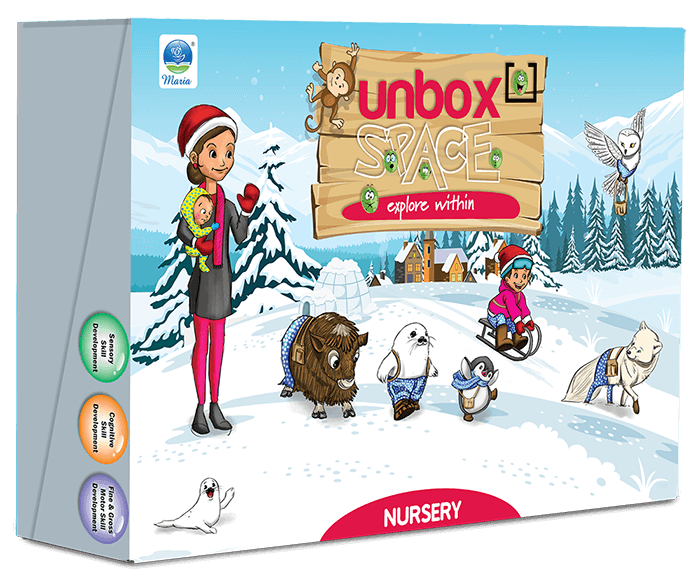 Maria
®
unbox []
SPACE
explore within
Sensory
Skill
Development
Cognitive
Skill
Development
Fine & Gross
Motor Skill
Development
NURSERY